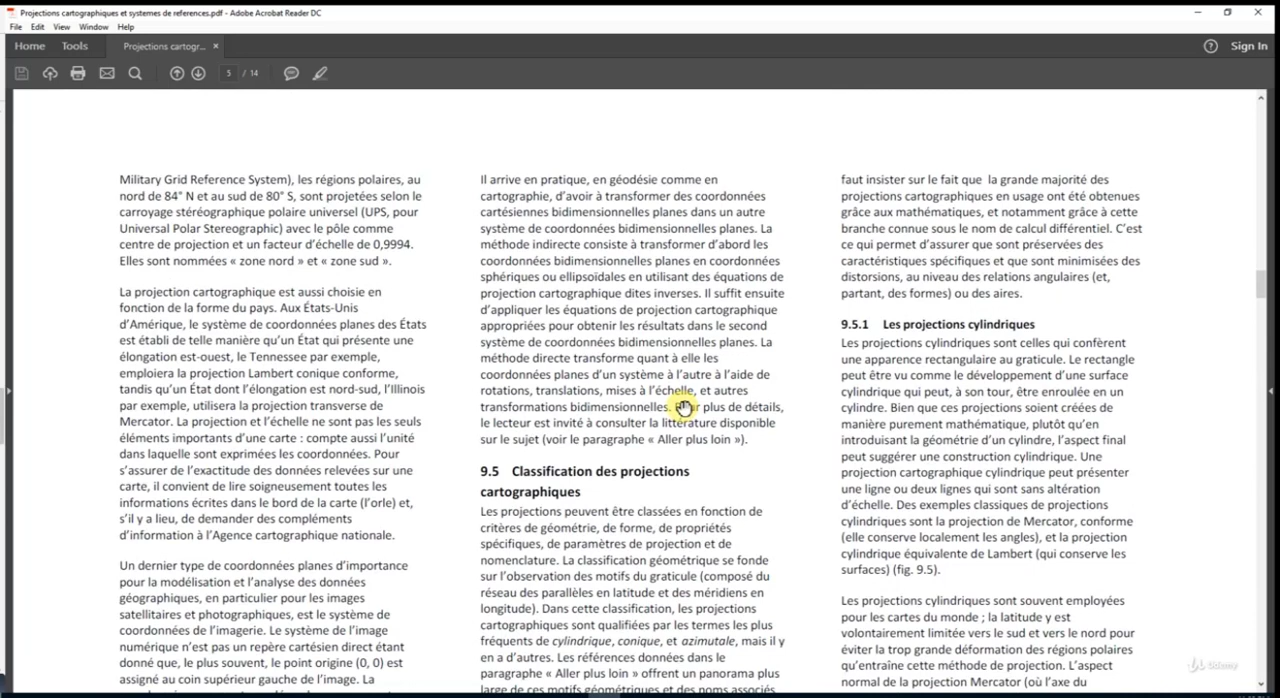 Projections cartographiques et systemes de references.pdf - Adobe Acrobat Reader DC
File Edit View Window Help
Home Tools Projections cartogr... × Sign In
5 / 14
Military Grid Reference System), les régions polaires, au
nord de 84° N et au sud de 80° S, sont projetées selon le
carroyage stéréographique polaire universel (UPS, pour
Universal Polar Stereographic) avec le pôle comme
centre de projection et un facteur d’échelle de 0,9994.
Elles sont nommées « zone nord » et « zone sud ».
La projection cartographique est aussi choisie en
fonction de la forme du pays. Aux États-Unis
d’Amérique, le système de coordonnées planes des États
est établi de telle manière qu’un État qui présente une
élongation est-ouest, le Tennessee par exemple,
emploiera la projection Lambert conique conforme,
tandis qu’un État dont l’élongation est nord-sud, l’Illinois
par exemple, utilisera la projection transverse de
Mercator. La projection et l’échelle ne sont pas les seuls
éléments importants d’une carte : compte aussi l’unité
dans laquelle sont exprimées les coordonnées. Pour
s’assurer de l’exactitude des données relevées sur une
carte, il convient de lire soigneusement toutes les
informations écrites dans le bord de la carte (l’orle) et,
s’il y a lieu, de demander des compléments
d’information à l’Agence cartographique nationale.
Un dernier type de coordonnées planes d’importance
pour la modélisation et l’analyse des données
géographiques, en particulier pour les images
satellitaires et photographiques, est le système de
coordonnées de l’imagerie. Le système de l’image
numérique n’est pas un repère cartésien direct étant
donné que, le plus souvent, le point origine (0, 0) est
assigné au coin supérieur gauche de l’image. La
Il arrive en pratique, en géodésie comme en
cartographie, d’avoir à transformer des coordonnées
cartésiennes bidimensionnelles planes dans un autre
système de coordonnées bidimensionnelles planes. La
méthode indirecte consiste à transformer d’abord les
coordonnées bidimensionnelles planes en coordonnées
sphériques ou ellipsoïdales en utilisant des équations de
projection cartographique dites inverses. Il suffit ensuite
d’appliquer les équations de projection cartographique
appropriées pour obtenir les résultats dans le second
système de coordonnées bidimensionnelles planes. La
méthode directe transforme quant à elle les
coordonnées planes d’un système à l’autre à l’aide de
rotations, translations, mises à l’échelle, et autres
transformations bidimensionnelles. plus de détails,
le lecteur est invité à consulter la littérature disponible
sur le sujet (voir le paragraphe « Aller plus loin »).
9.5 Classification des projections
cartographiques
Les projections peuvent être classées en fonction de
critères de géométrie, de forme, de propriétés
spécifiques, de paramètres de projection et de
nomenclature. La classification géométrique se fonde
sur l’observation des motifs du graticule (composé du
réseau des parallèles en latitude et des méridiens en
longitude). Dans cette classification, les projections
cartographiques sont qualifiées par les termes les plus
fréquents de cylindrique, conique, et azimutale, mais il y
en a d’autres. Les références données dans le
paragraphe « Aller plus loin » offrent un panorama plus
large de ces motifs géométriques et des noms associés
faut insister sur le fait que la grande majorité des
projections cartographiques en usage ont été obtenues
grâce aux mathématiques, et notamment grâce à cette
branche connue sous le nom de calcul différentiel. C’est
ce qui permet d’assurer que sont préservées des
caractéristiques spécifiques et que sont minimisées des
distorsions, au niveau des relations angulaires (et,
partant, des formes) ou des aires.
9.5.1 Les projections cylindriques
Les projections cylindriques sont celles qui confèrent
une apparence rectangulaire au graticule. Le rectangle
peut être vu comme le développement d’une surface
cylindrique qui peut, à son tour, être enroulée en un
cylindre. Bien que ces projections soient créées de
manière purement mathématique, plutôt qu’en
introduisant la géométrie d’un cylindre, l’aspect final
peut suggérer une construction cylindrique. Une
projection cartographique cylindrique peut présenter
une ligne ou deux lignes qui sont sans altération
d’échelle. Des exemples classiques de projections
cylindriques sont la projection de Mercator, conforme
(elle conserve localement les angles), et la projection
cylindrique équivalente de Lambert (qui conserve les
surfaces) (fig. 9.5).
Les projections cylindriques sont souvent employées
pour les cartes du monde ; la latitude y est
volontairement limitée vers le sud et vers le nord pour
éviter la trop grande déformation des régions polaires
qu’entraîne cette méthode de projection. L’aspect
normal de la projection Mercator (où l’axe du
Udemy